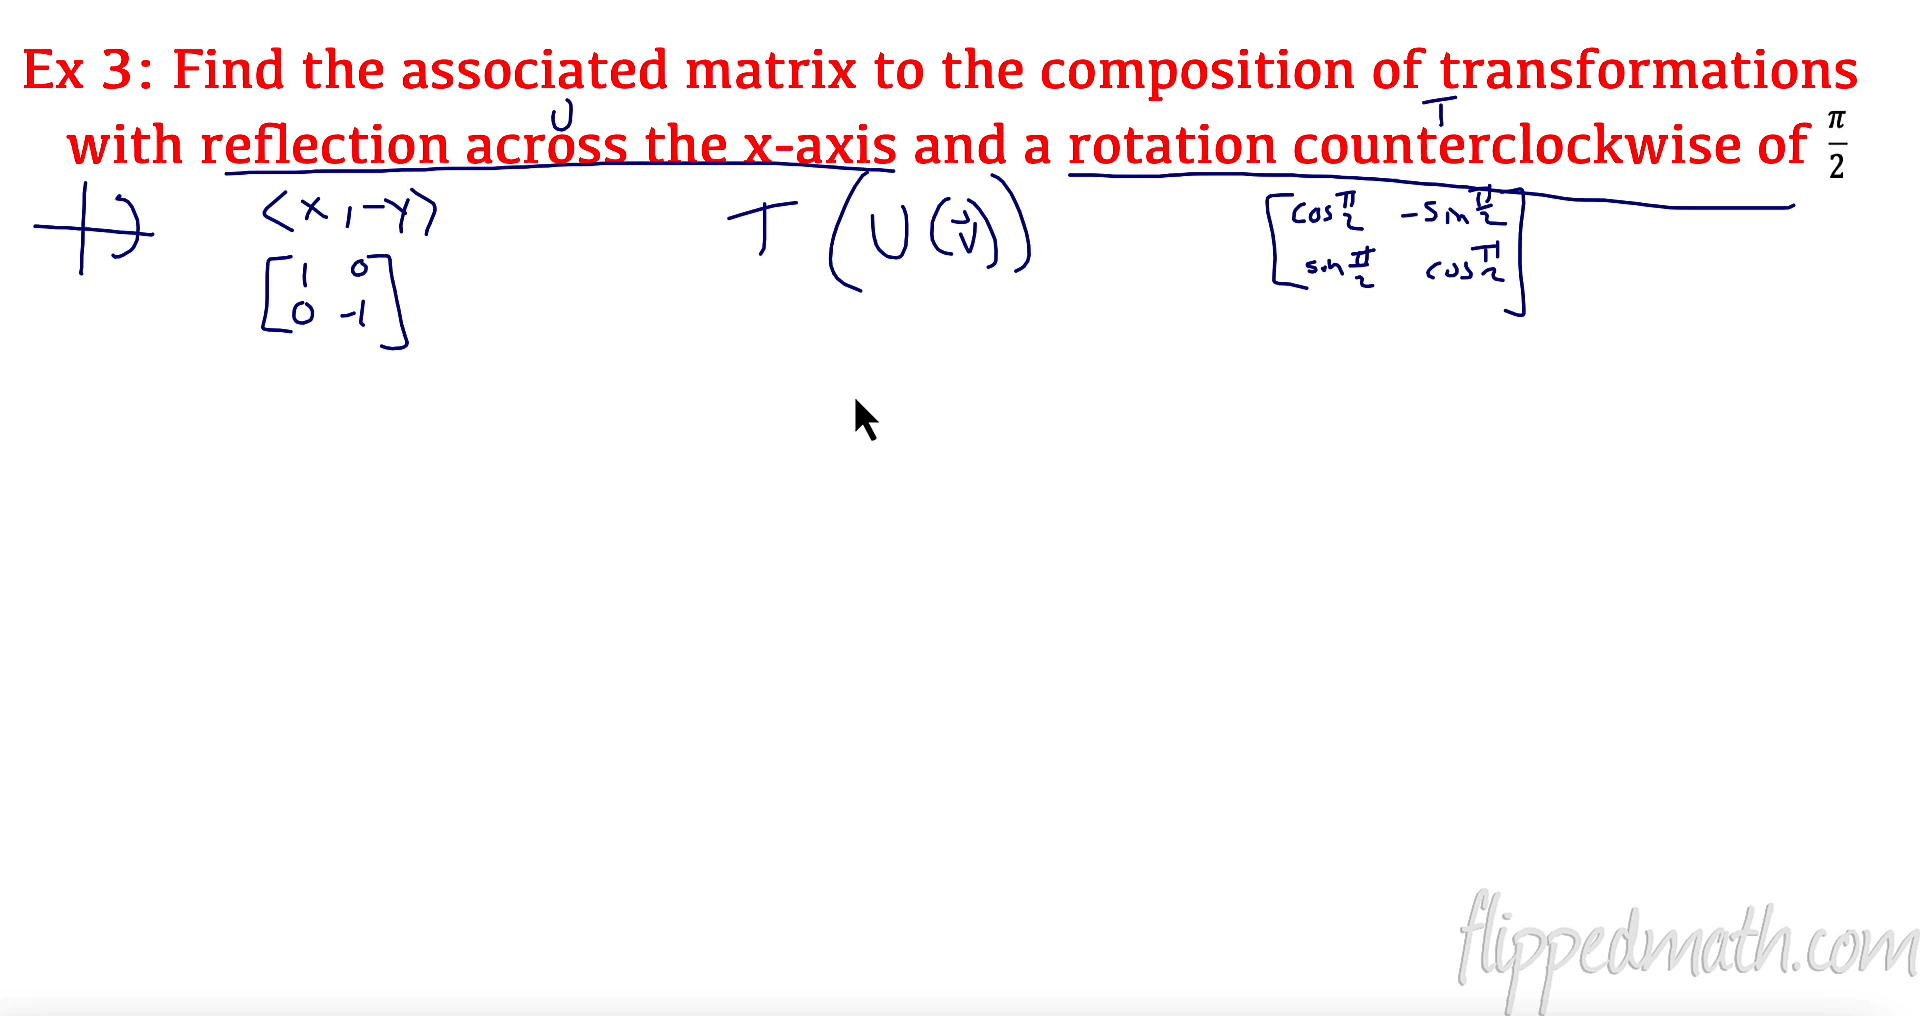 Ex 3: Find the associated matrix to the composition of transformations
U T
with reflection across the x-axis and a rotation counterclockwise of π/2
<x, -y> T(U(v⃗)) [cos π/2 -sin π/2
[1 0 sin π/2 cos π/2]
0 -1]
flippedmath.com